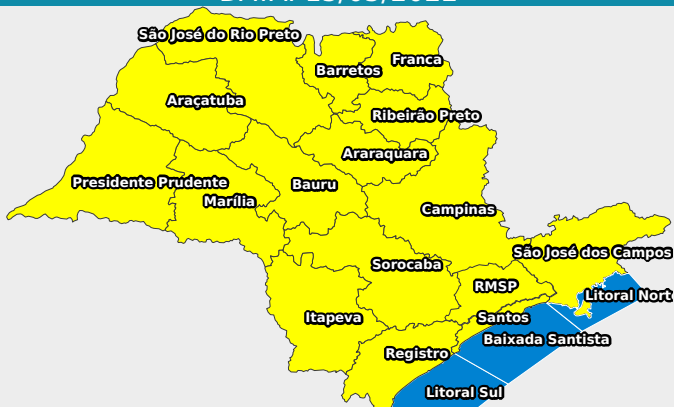 São José do Rio Preto
Franca
Barretos
Araçatuba
Ribeirão Preto
Araraquara
Presidente Prudente
Bauru
Marília
Campinas
São José dos Campos
Sorocaba
RMSP
Litoral Nort
Itapeva
Santos
Baixada Santista
Registro
Litoral Sul